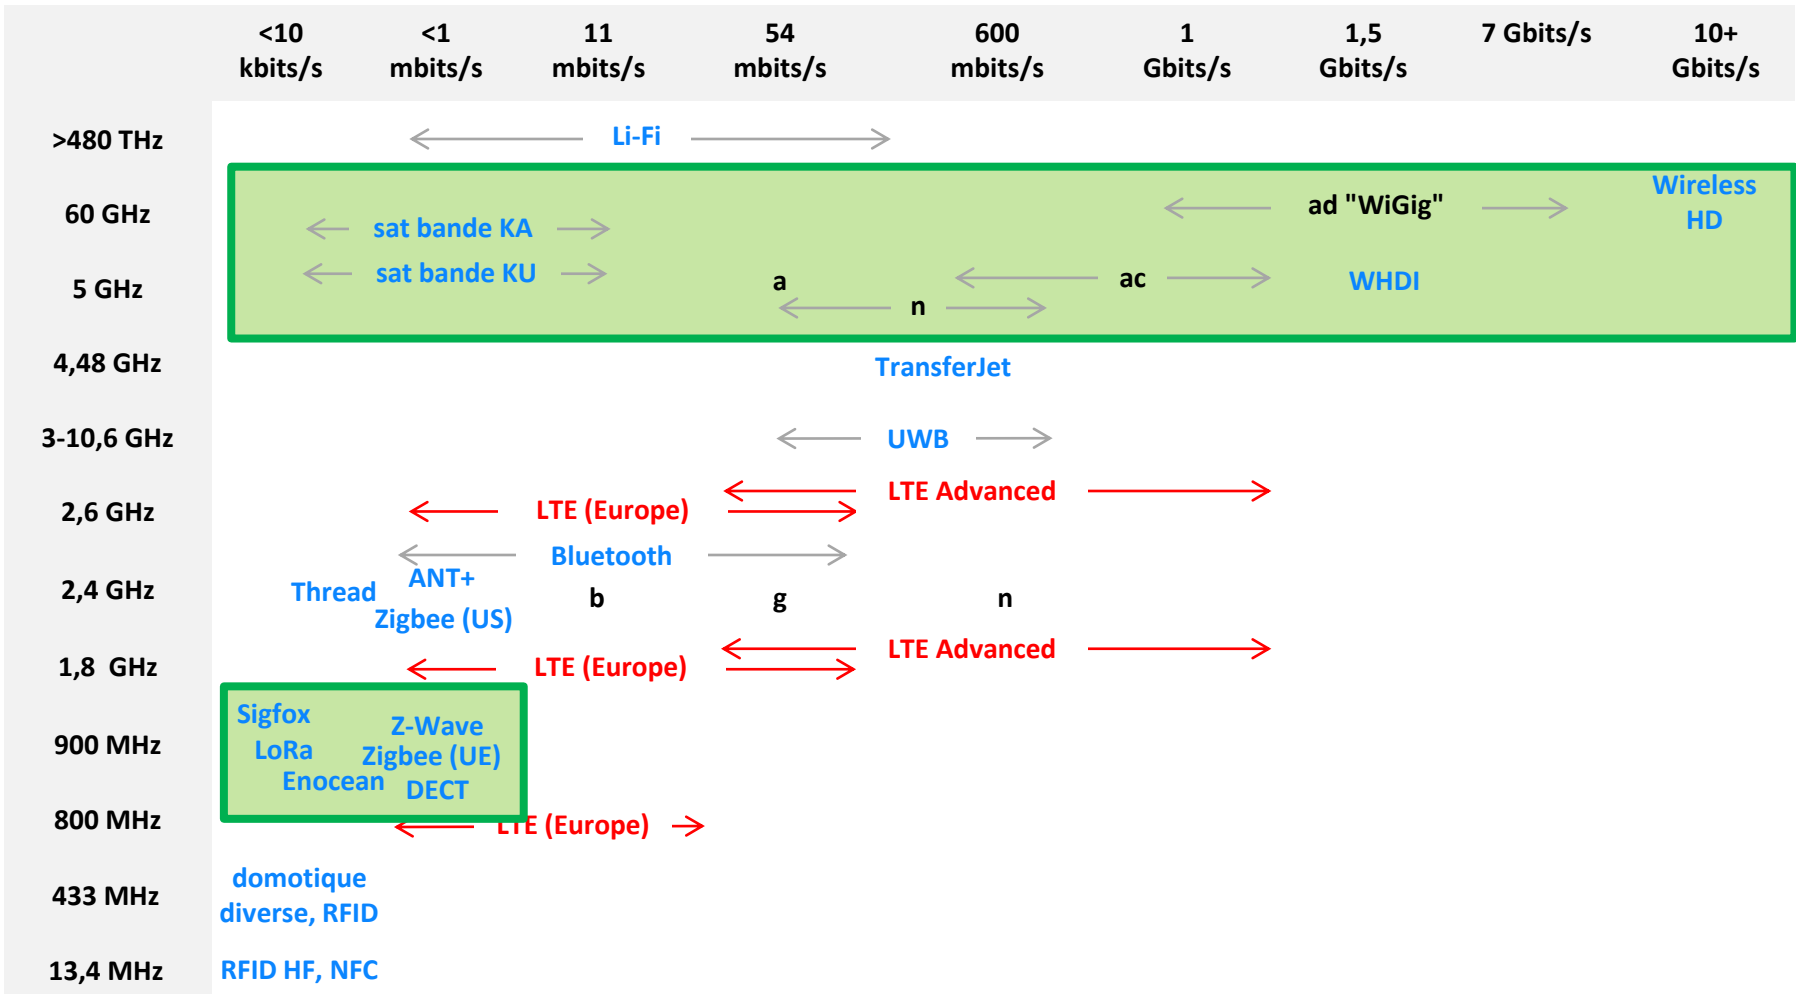 <10 <1 11 54 600 1 1,5 7 Gbits/s 10+
kbits/s mbits/s mbits/s mbits/s mbits/s Gbits/s Gbits/s Gbits/s
>480 THz Li-Fi
60 GHz sat bande KA ad "WiGig" Wireless
HD
sat bande KU
5 GHz a ac WHDI
n
4,48 GHz TransferJet
3-10,6 GHz UWB
LTE Advanced
2,6 GHz LTE (Europe)
Bluetooth
ANT+
2,4 GHz Thread b g n
Zigbee (US)
LTE Advanced
1,8 GHz LTE (Europe)
Sigfox Z-Wave
900 MHz LoRa Zigbee (UE)
Enocean DECT
800 MHz LTE (Europe)
domotique
433 MHz diverse, RFID
13,4 MHz RFID HF, NFC